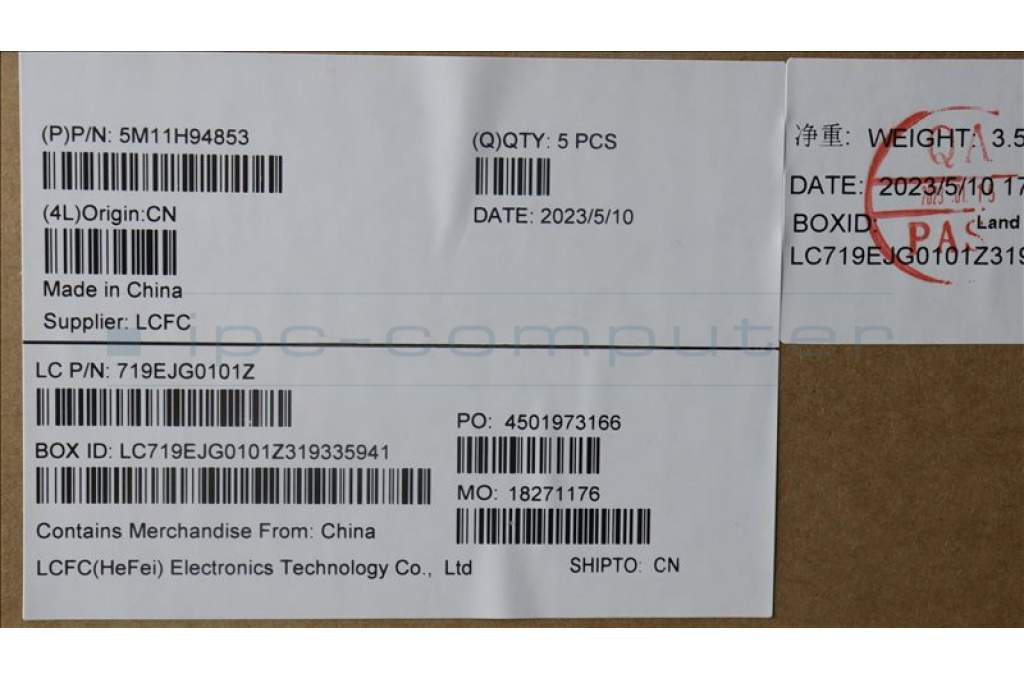 (P)P/N: 5M11H94853
(Q)QTY: 5 PCS
(4L)Origin:CN
DATE: 2023/5/10
Made in China
Supplier: LCFC
LC P/N: 719EJG0101Z
PO: 4501973166
BOX ID: LC719EJG0101Z319335941
MO: 18271176
Contains Merchandise From: China
LCFC(HeFei) Electronics Technology Co., Ltd
SHIPTO: CN
净重: WEIGHT: 3.5
DATE: 2023/5/10 17
BOXID:
Land
LC719EJG0101Z319
QA
PAS
ipc-computer